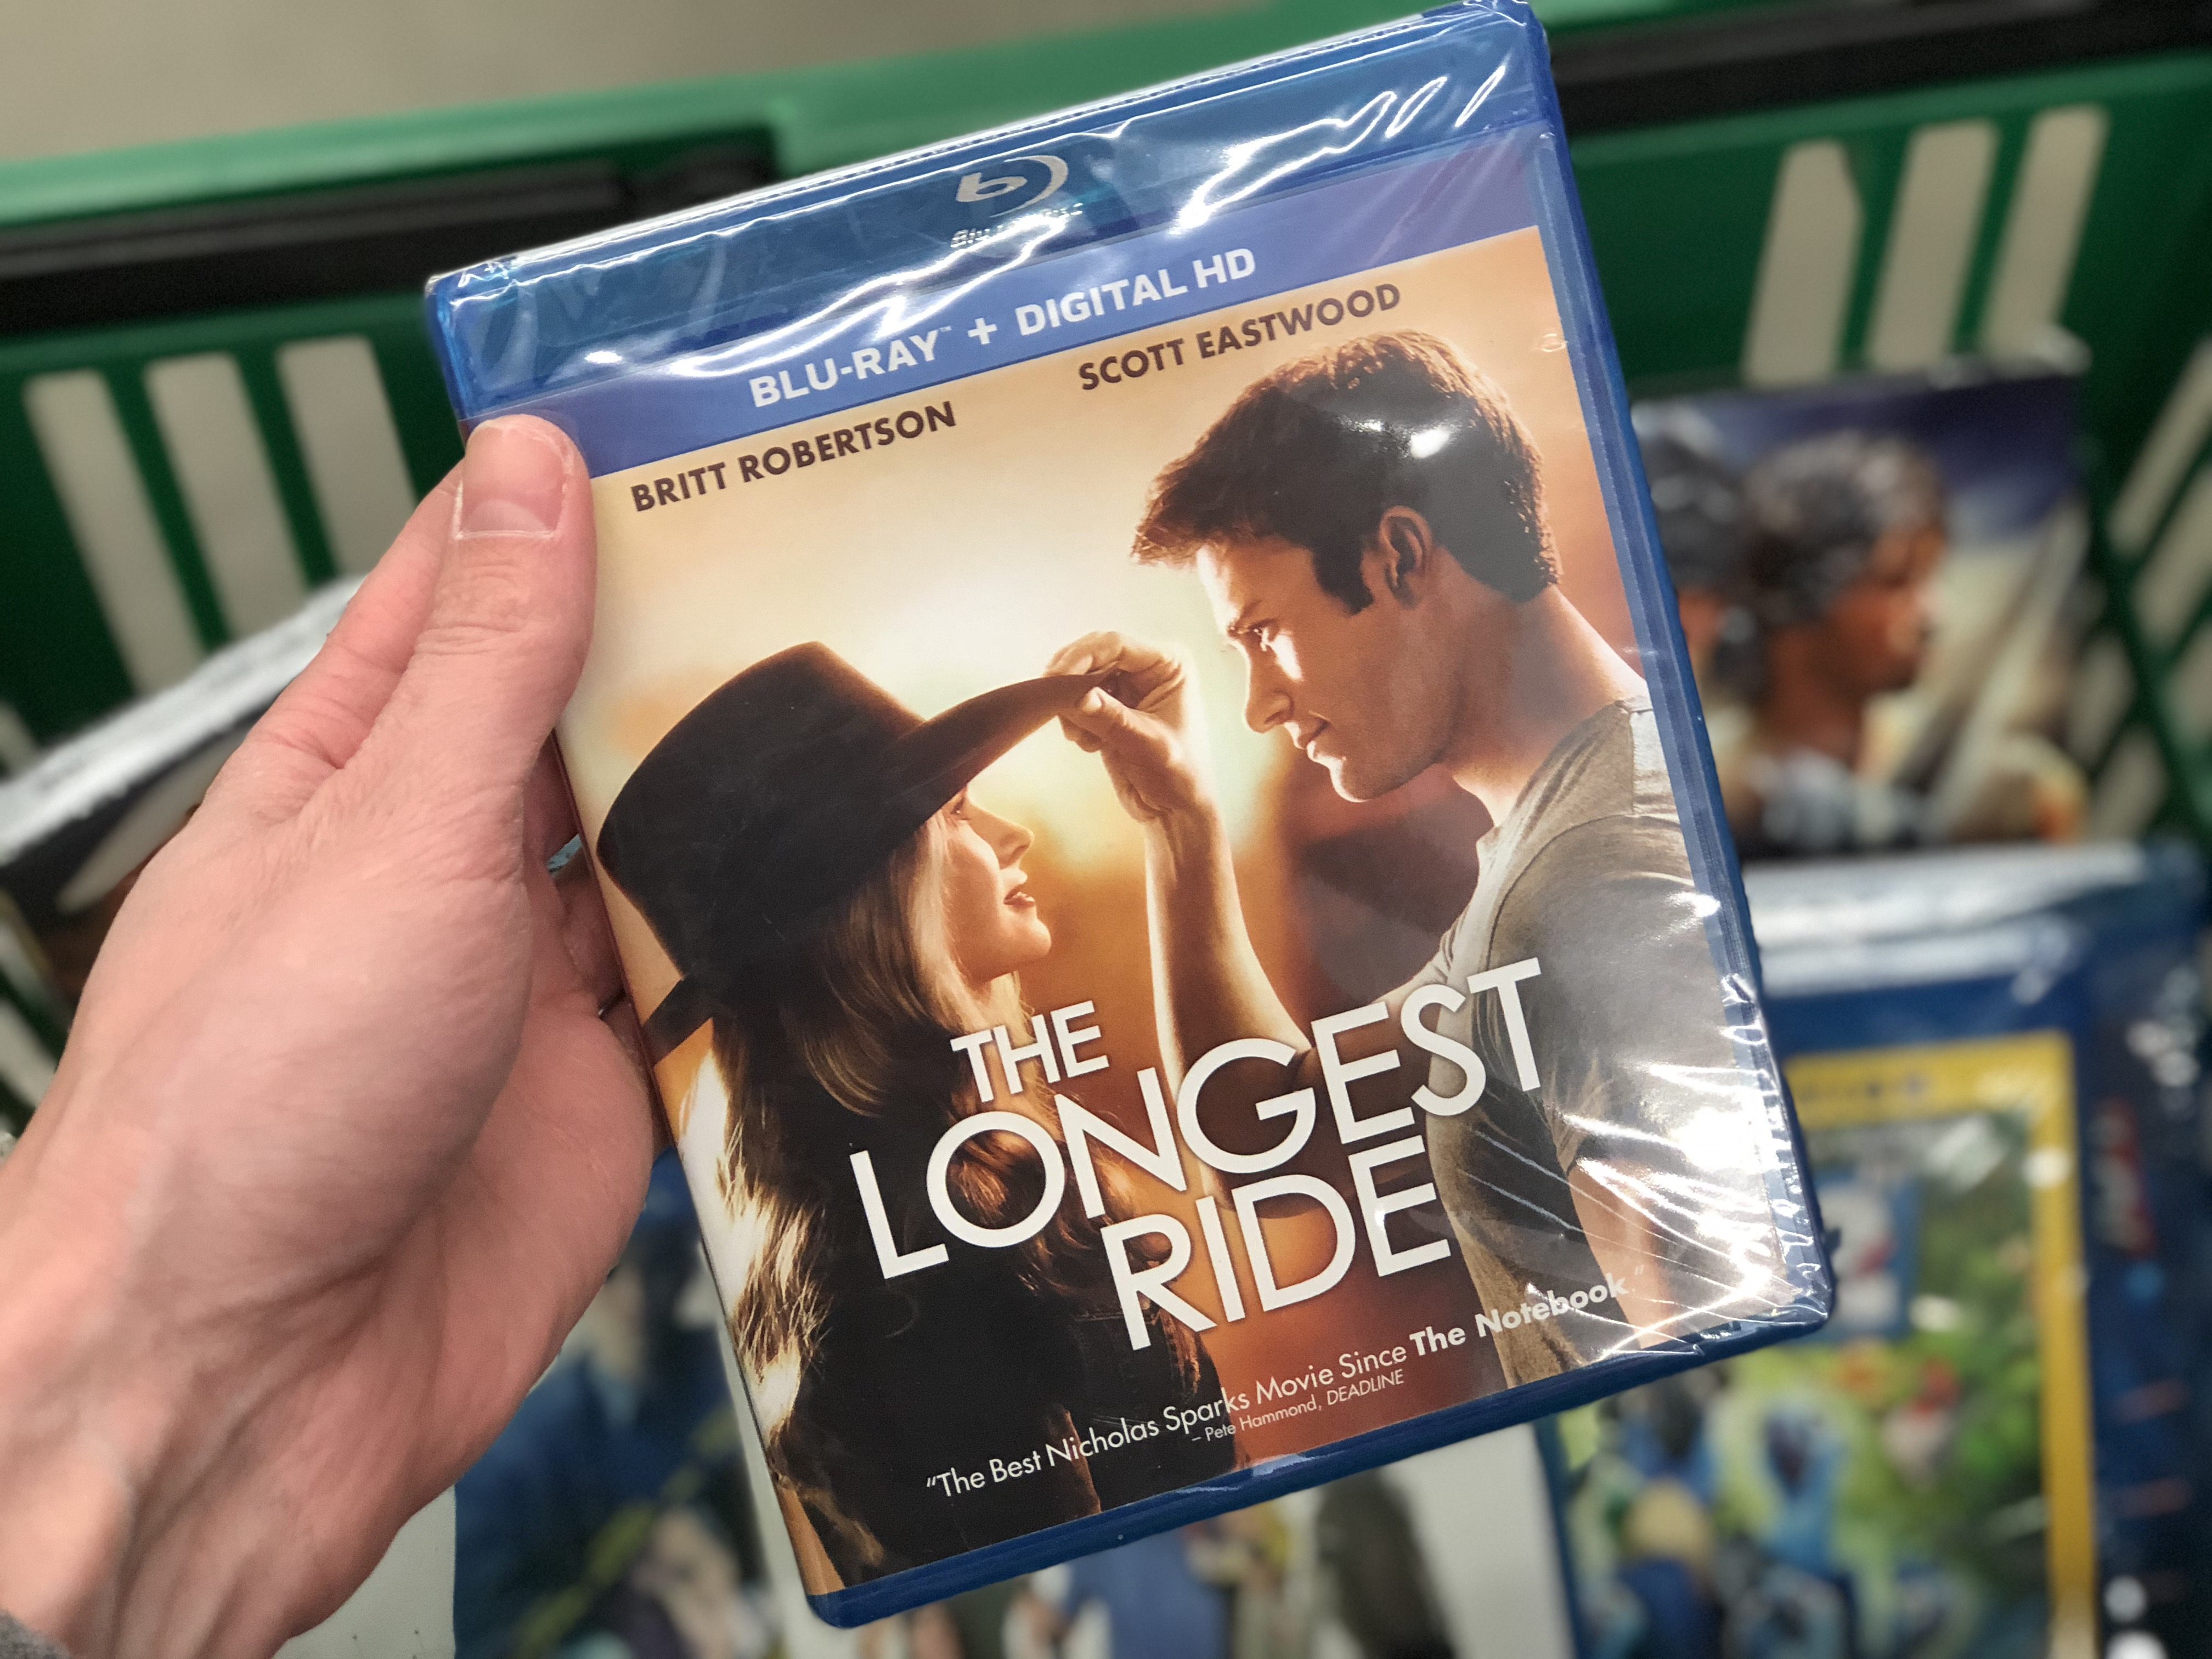 BLU-RAY™ + DIGITAL HD
BRITT ROBERTSON
SCOTT EASTWOOD
THE
LONGEST
RIDE
“The Best Nicholas Sparks Movie Since The Notebook”
– Pete Hammond, DEADLINE